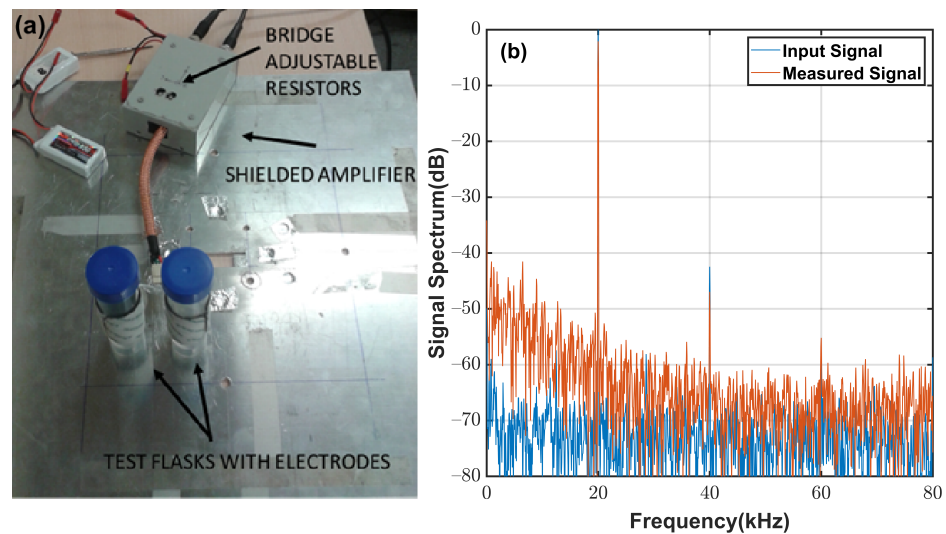 (a)
BRIDGE
ADJUSTABLE
RESISTORS
SHIELDED AMPLIFIER
TEST FLASKS WITH ELECTRODES
(b)
Input Signal
Measured Signal
Signal Spectrum(dB)
−0
−10
−20
−30
−40
−50
−60
−70
−80
0 20 40 60 80
Frequency(kHz)